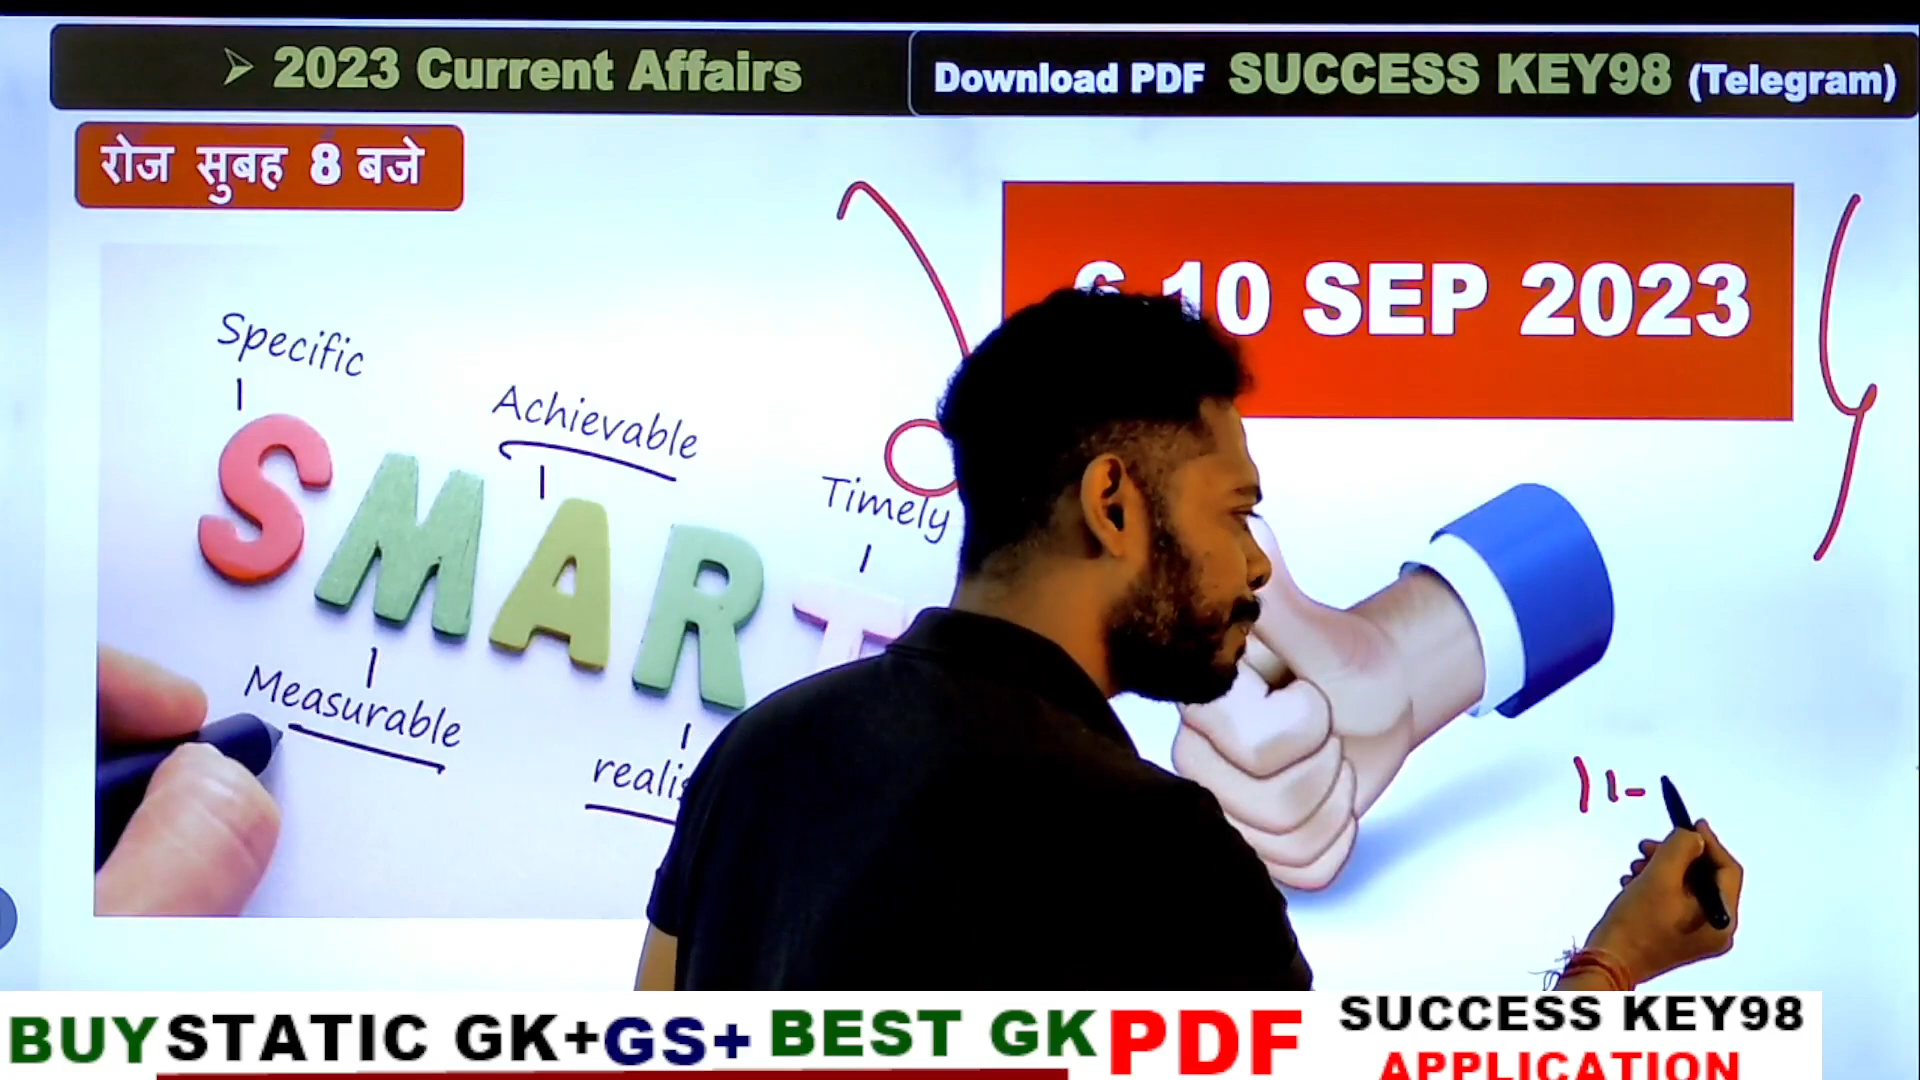 ➢ 2023 Current Affairs
Download PDF SUCCESS KEY98 (Telegram)
रोज सुबह 8 बजे
10 SEP 2023
Specific
Achievable
Timely
SMAR
Measurable
11-
BUY STATIC GK+GS+ BEST GK PDF
SUCCESS KEY98
APPLICATION